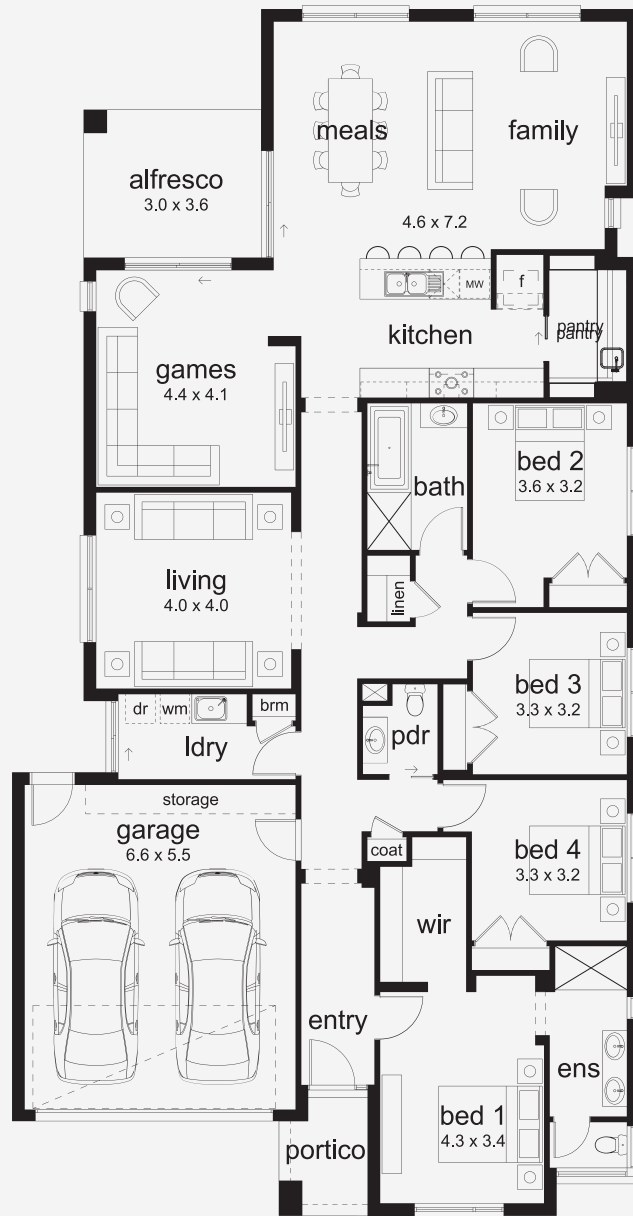 meals
family
4.6 x 7.2
alfresco
3.0 x 3.6
MW
f
pantry
pantry
kitchen
games
4.4 x 4.1
bath
bed 2
3.6 x 3.2
living
4.0 x 4.0
linen
bed 3
3.3 x 3.2
dr
wm
brm
ldry
pdr
storage
garage
6.6 x 5.5
coat
bed 4
3.3 x 3.2
wir
entry
ens
bed 1
4.3 x 3.4
portico